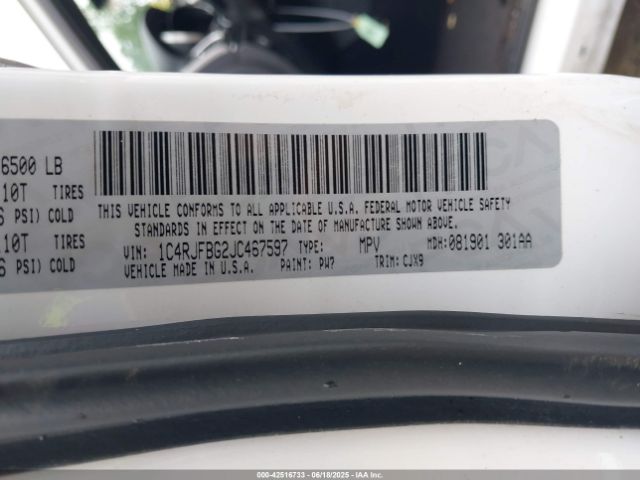 6500 LB
10T TIRES
PSI) COLD
10T TIRES
PSI) COLD
THIS VEHICLE CONFORMS TO ALL APPLICABLE U.S.A. FEDERAL MOTOR VEHICLE SAFETY
STANDARDS IN EFFECT ON THE DATE OF MANUFACTURE SHOWN ABOVE.
VIN: 1C4RJFBG2JC467597 TYPE: MPV MDH: 081901 301AA
VEHICLE MADE IN U.S.A. PAINT: PW7 TRIM: CJX9
000-42516733 - 06/18/2025 - IAAI.COM